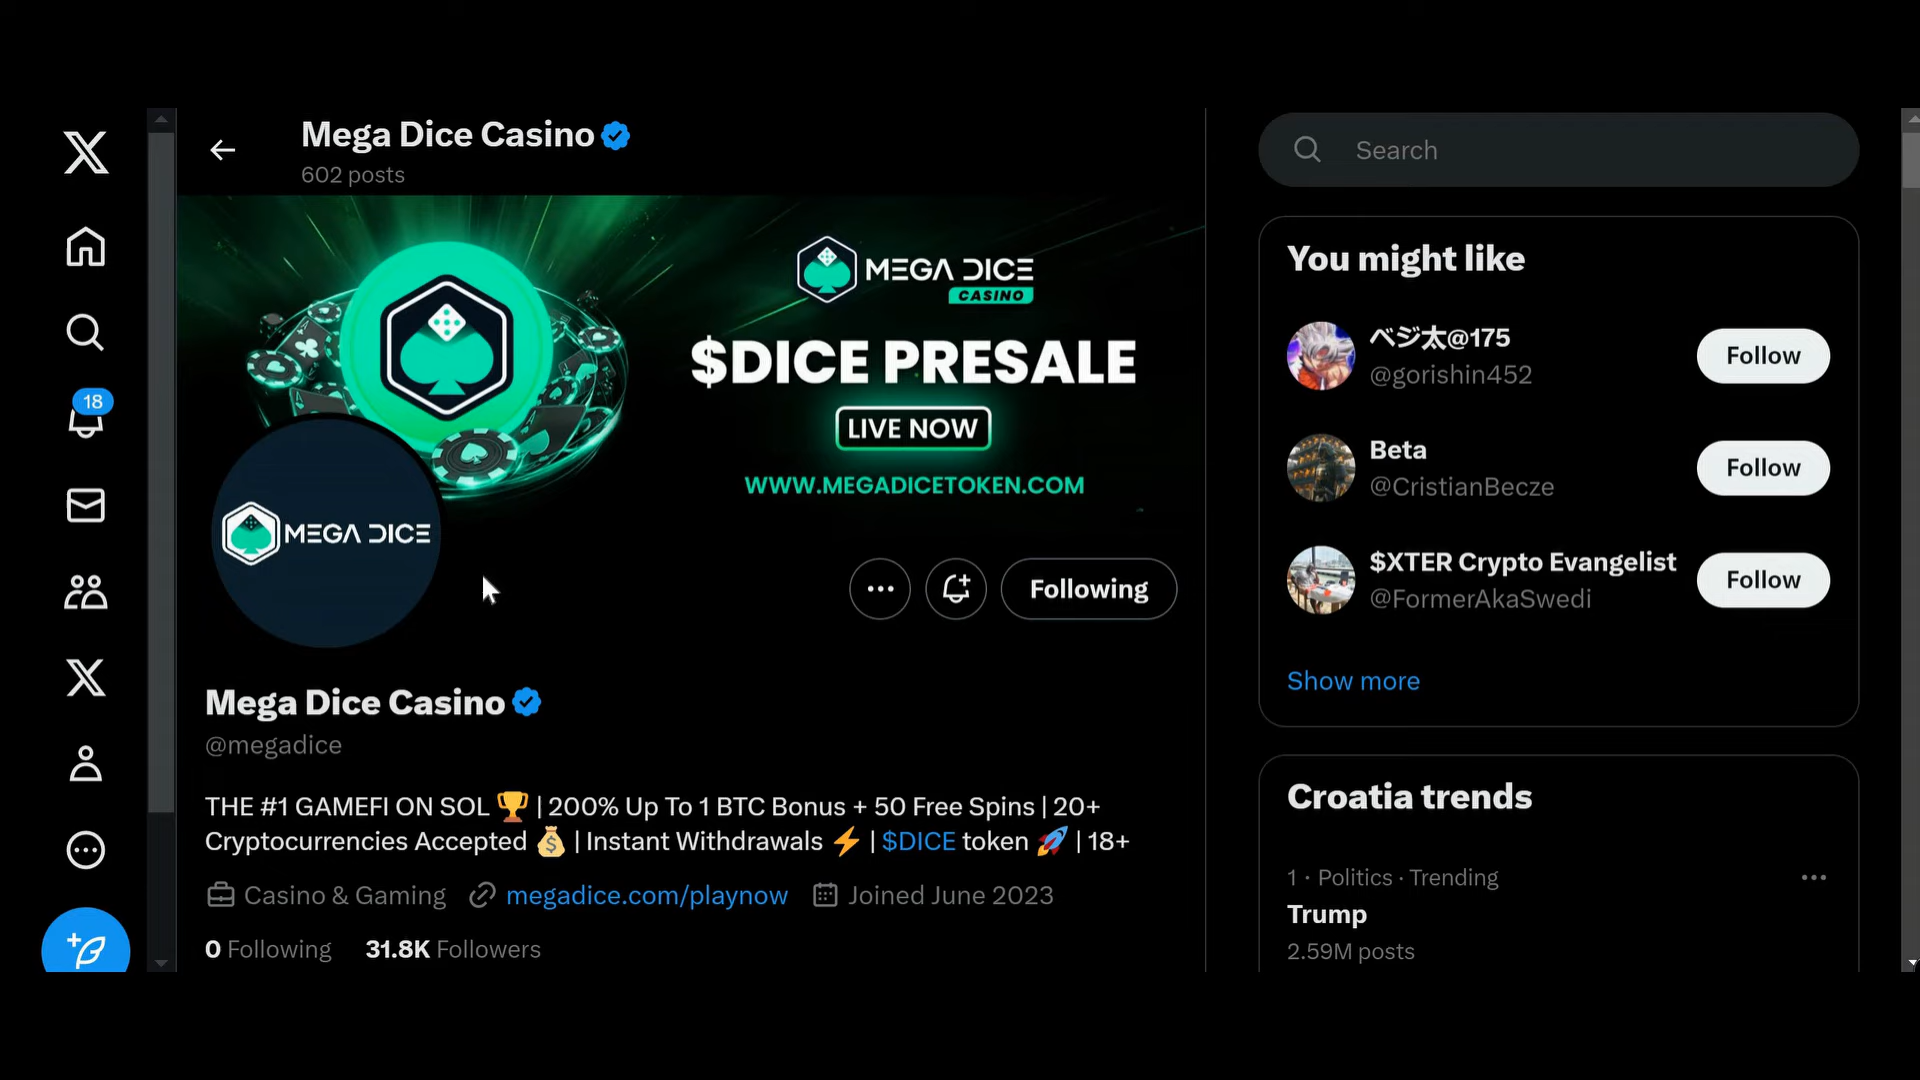 Mega Dice Casino
602 posts
MEGA DICE
CASINO
$DICE PRESALE
LIVE NOW
WWW.MEGADICETOKEN.COM
MEGA DICE
Following
Mega Dice Casino
@megadice
THE #1 GAMEFI ON SOL 🏆 | 200% Up To 1 BTC Bonus + 50 Free Spins | 20+
Cryptocurrencies Accepted 💰 | Instant Withdrawals ⚡ | $DICE token 🚀 | 18+
Casino & Gaming megadice.com/playnow Joined June 2023
0 Following 31.8K Followers
18
Search
You might like
ベジ太@175
@gorishin452
Follow
Beta
@CristianBecze
Follow
$XTER Crypto Evangelist
@FormerAkaSwedi
Follow
Show more
Croatia trends
1 · Politics · Trending
Trump
2.59M posts